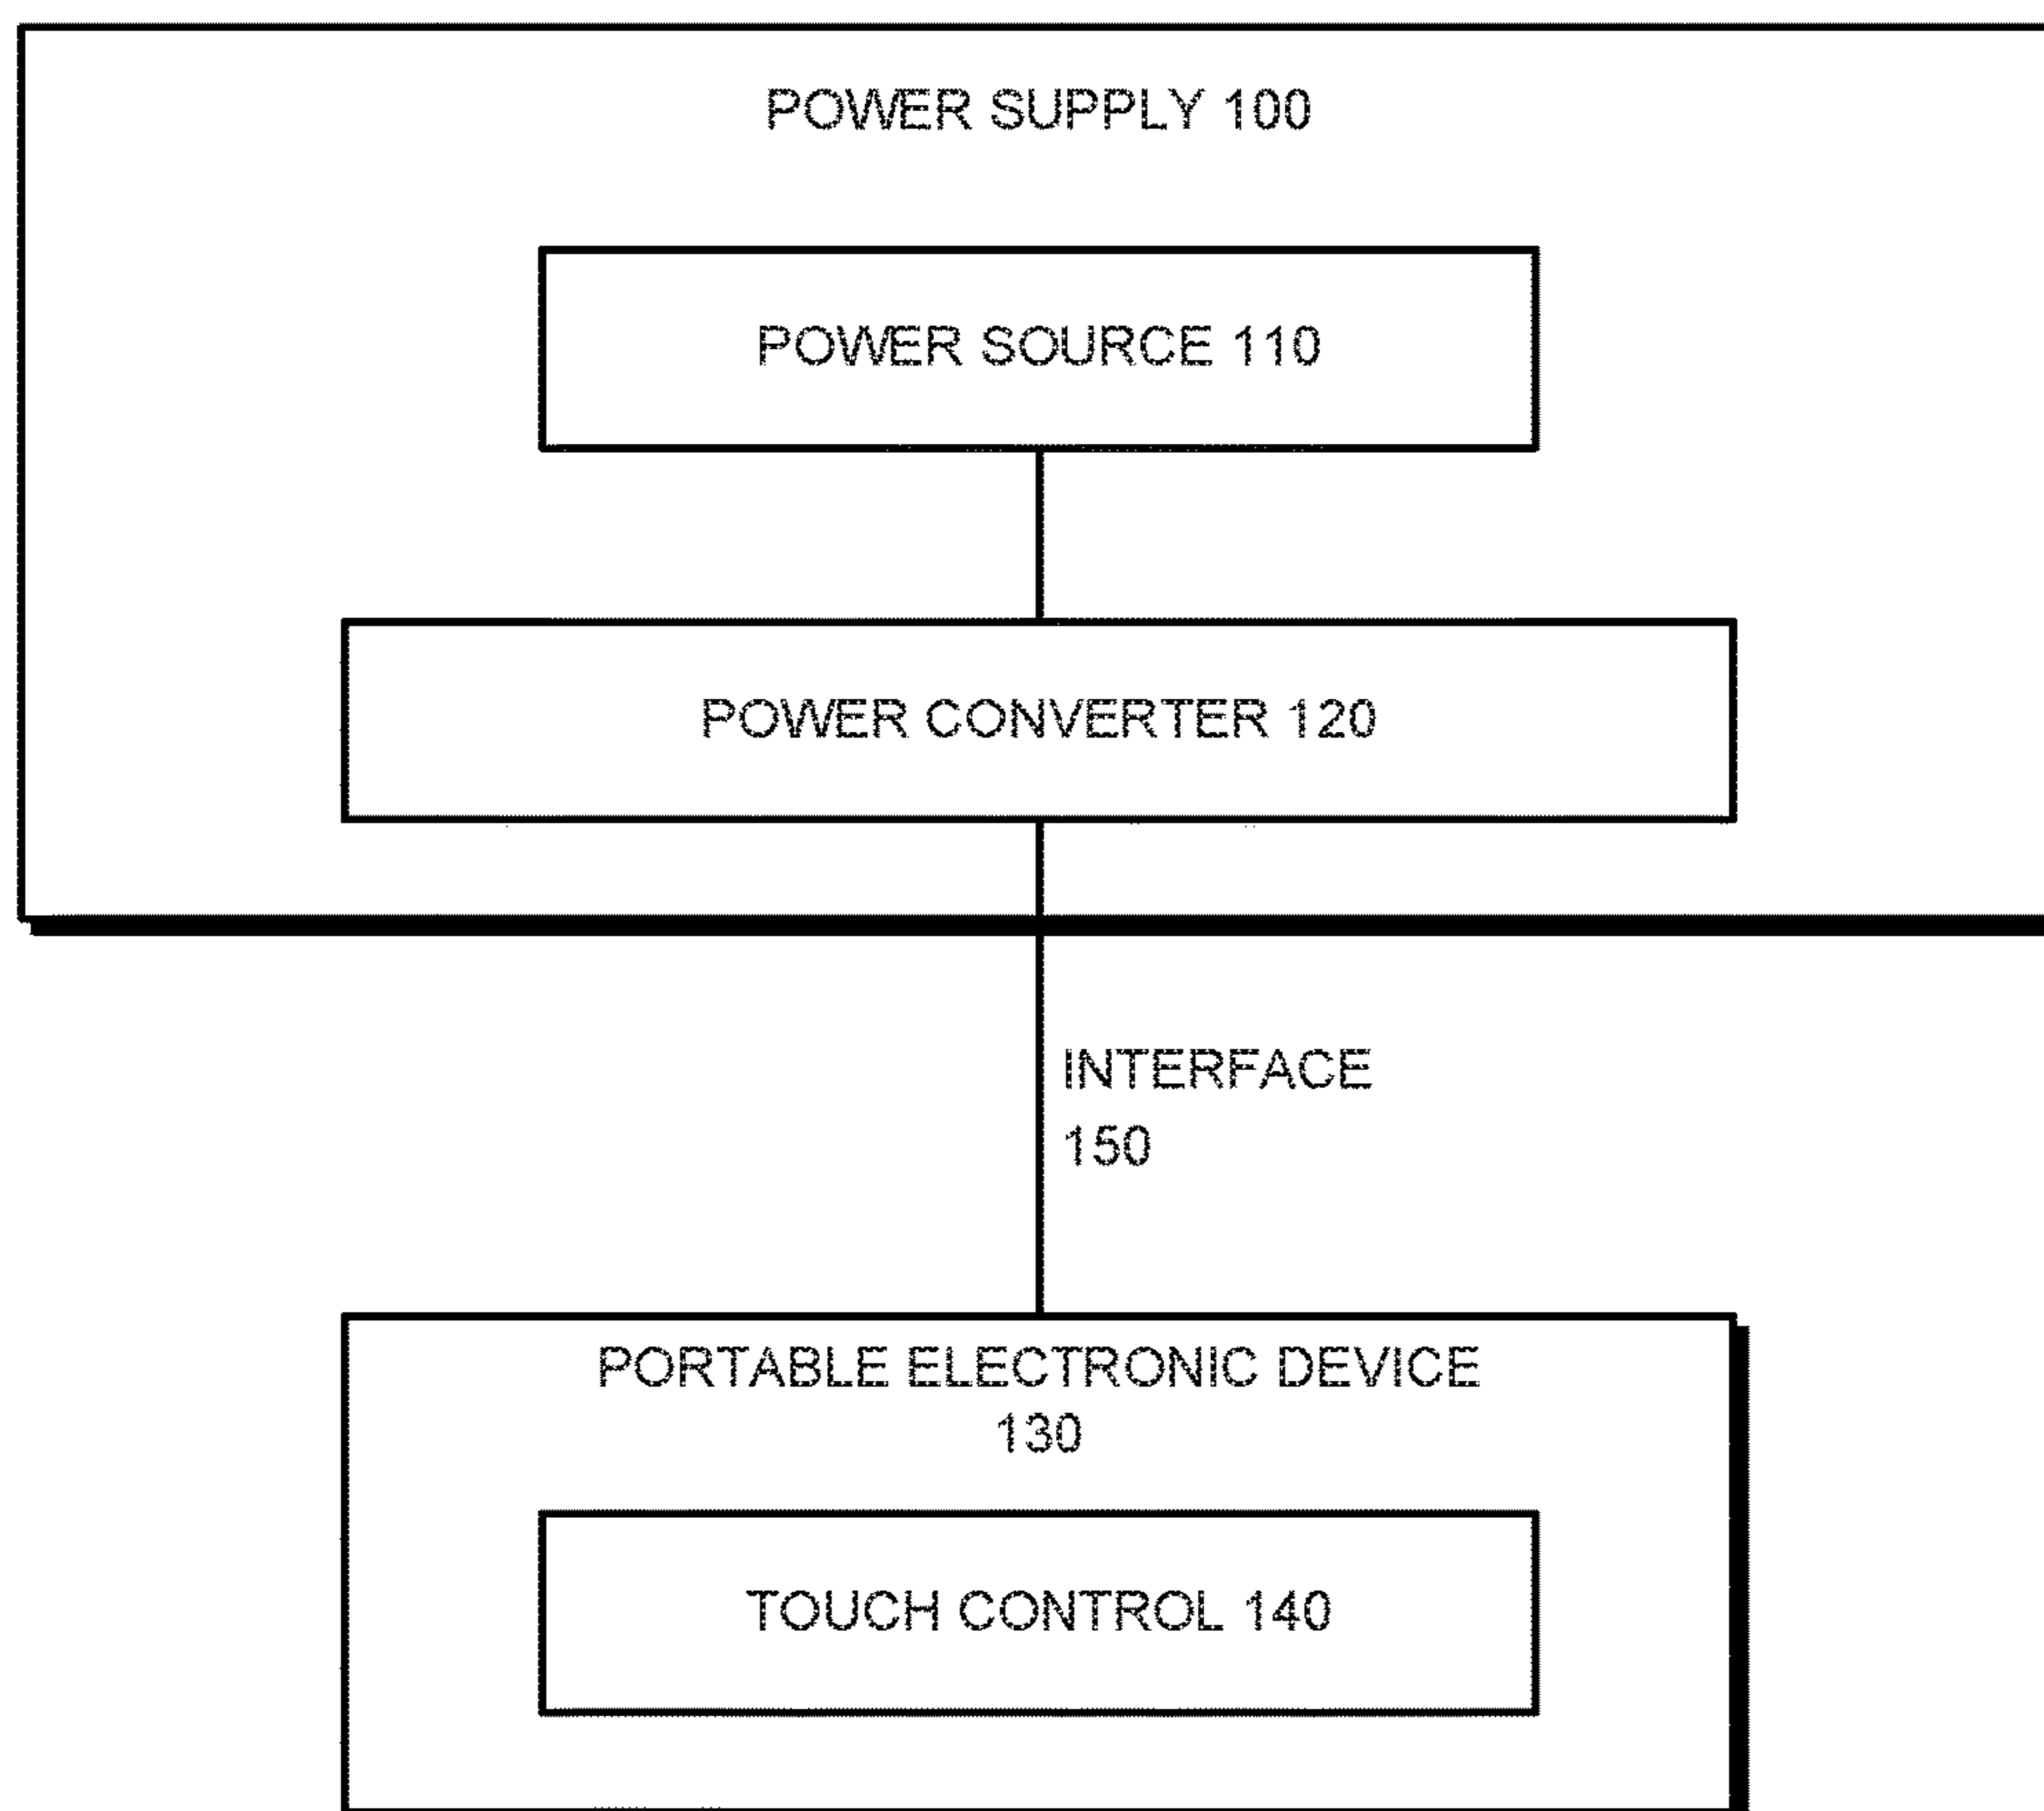 POWER SUPPLY 100
POWER SOURCE 110
POWER CONVERTER 120
INTERFACE
150
PORTABLE ELECTRONIC DEVICE
130
TOUCH CONTROL 140